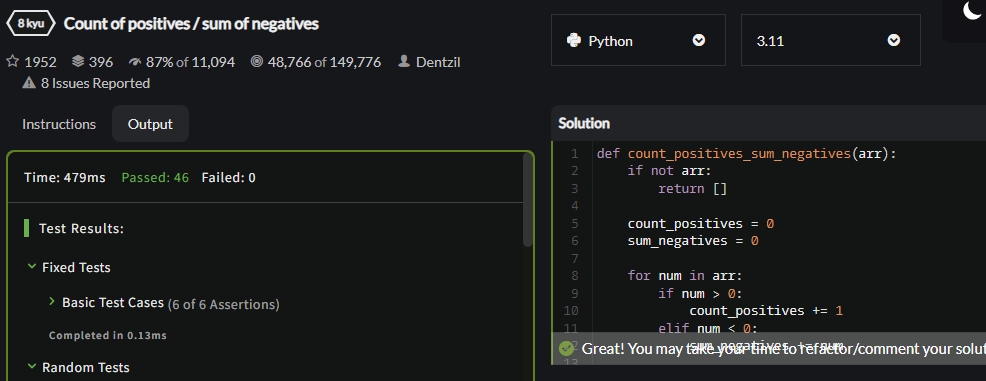 8 kyu Count of positives / sum of negatives
1952 396 87% of 11,094 48,766 of 149,776 Dentzil
8 Issues Reported
Python
3.11
Instructions Output
Time: 479ms Passed: 46 Failed: 0
Test Results:
Fixed Tests
Basic Test Cases (6 of 6 Assertions)
Completed in 0.13ms
Random Tests
Solution
1 def count_positives_sum_negatives(arr):
2 if not arr:
3 return []
4
5 count_positives = 0
6 sum_negatives = 0
7
8 for num in arr:
9 if num > 0:
10 count_positives += 1
11 elif num < 0:
sum_negatives += num
Great! You may take your time to refactor/comment your solut
13